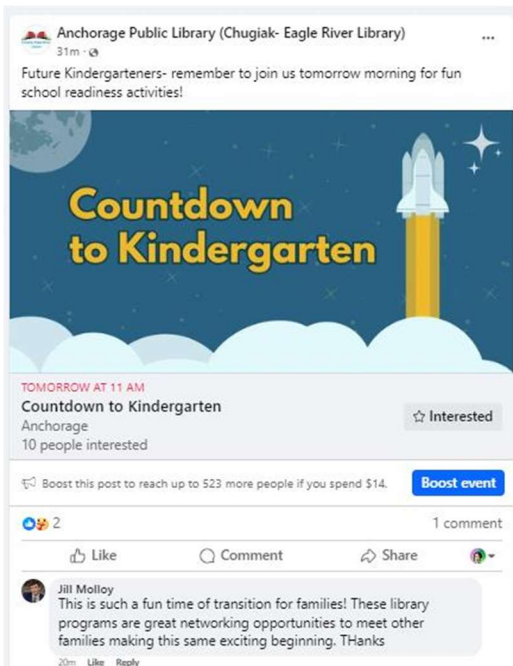 Anchorage Public Library (Chugiak- Eagle River Library)
31m ·
Future Kindergarteners- remember to join us tomorrow morning for fun
school readiness activities!
Countdown
to Kindergarten
TOMORROW AT 11 AM
Countdown to Kindergarten
Anchorage
10 people interested
Interested
Boost this post to reach up to 523 more people if you spend $14.
Boost event
2
1 comment
Like
Comment
Share
Jill Molloy
This is such a fun time of transition for families! These library
programs are great networking opportunities to meet other
families making this same exciting beginning. THanks
20m Like Reply